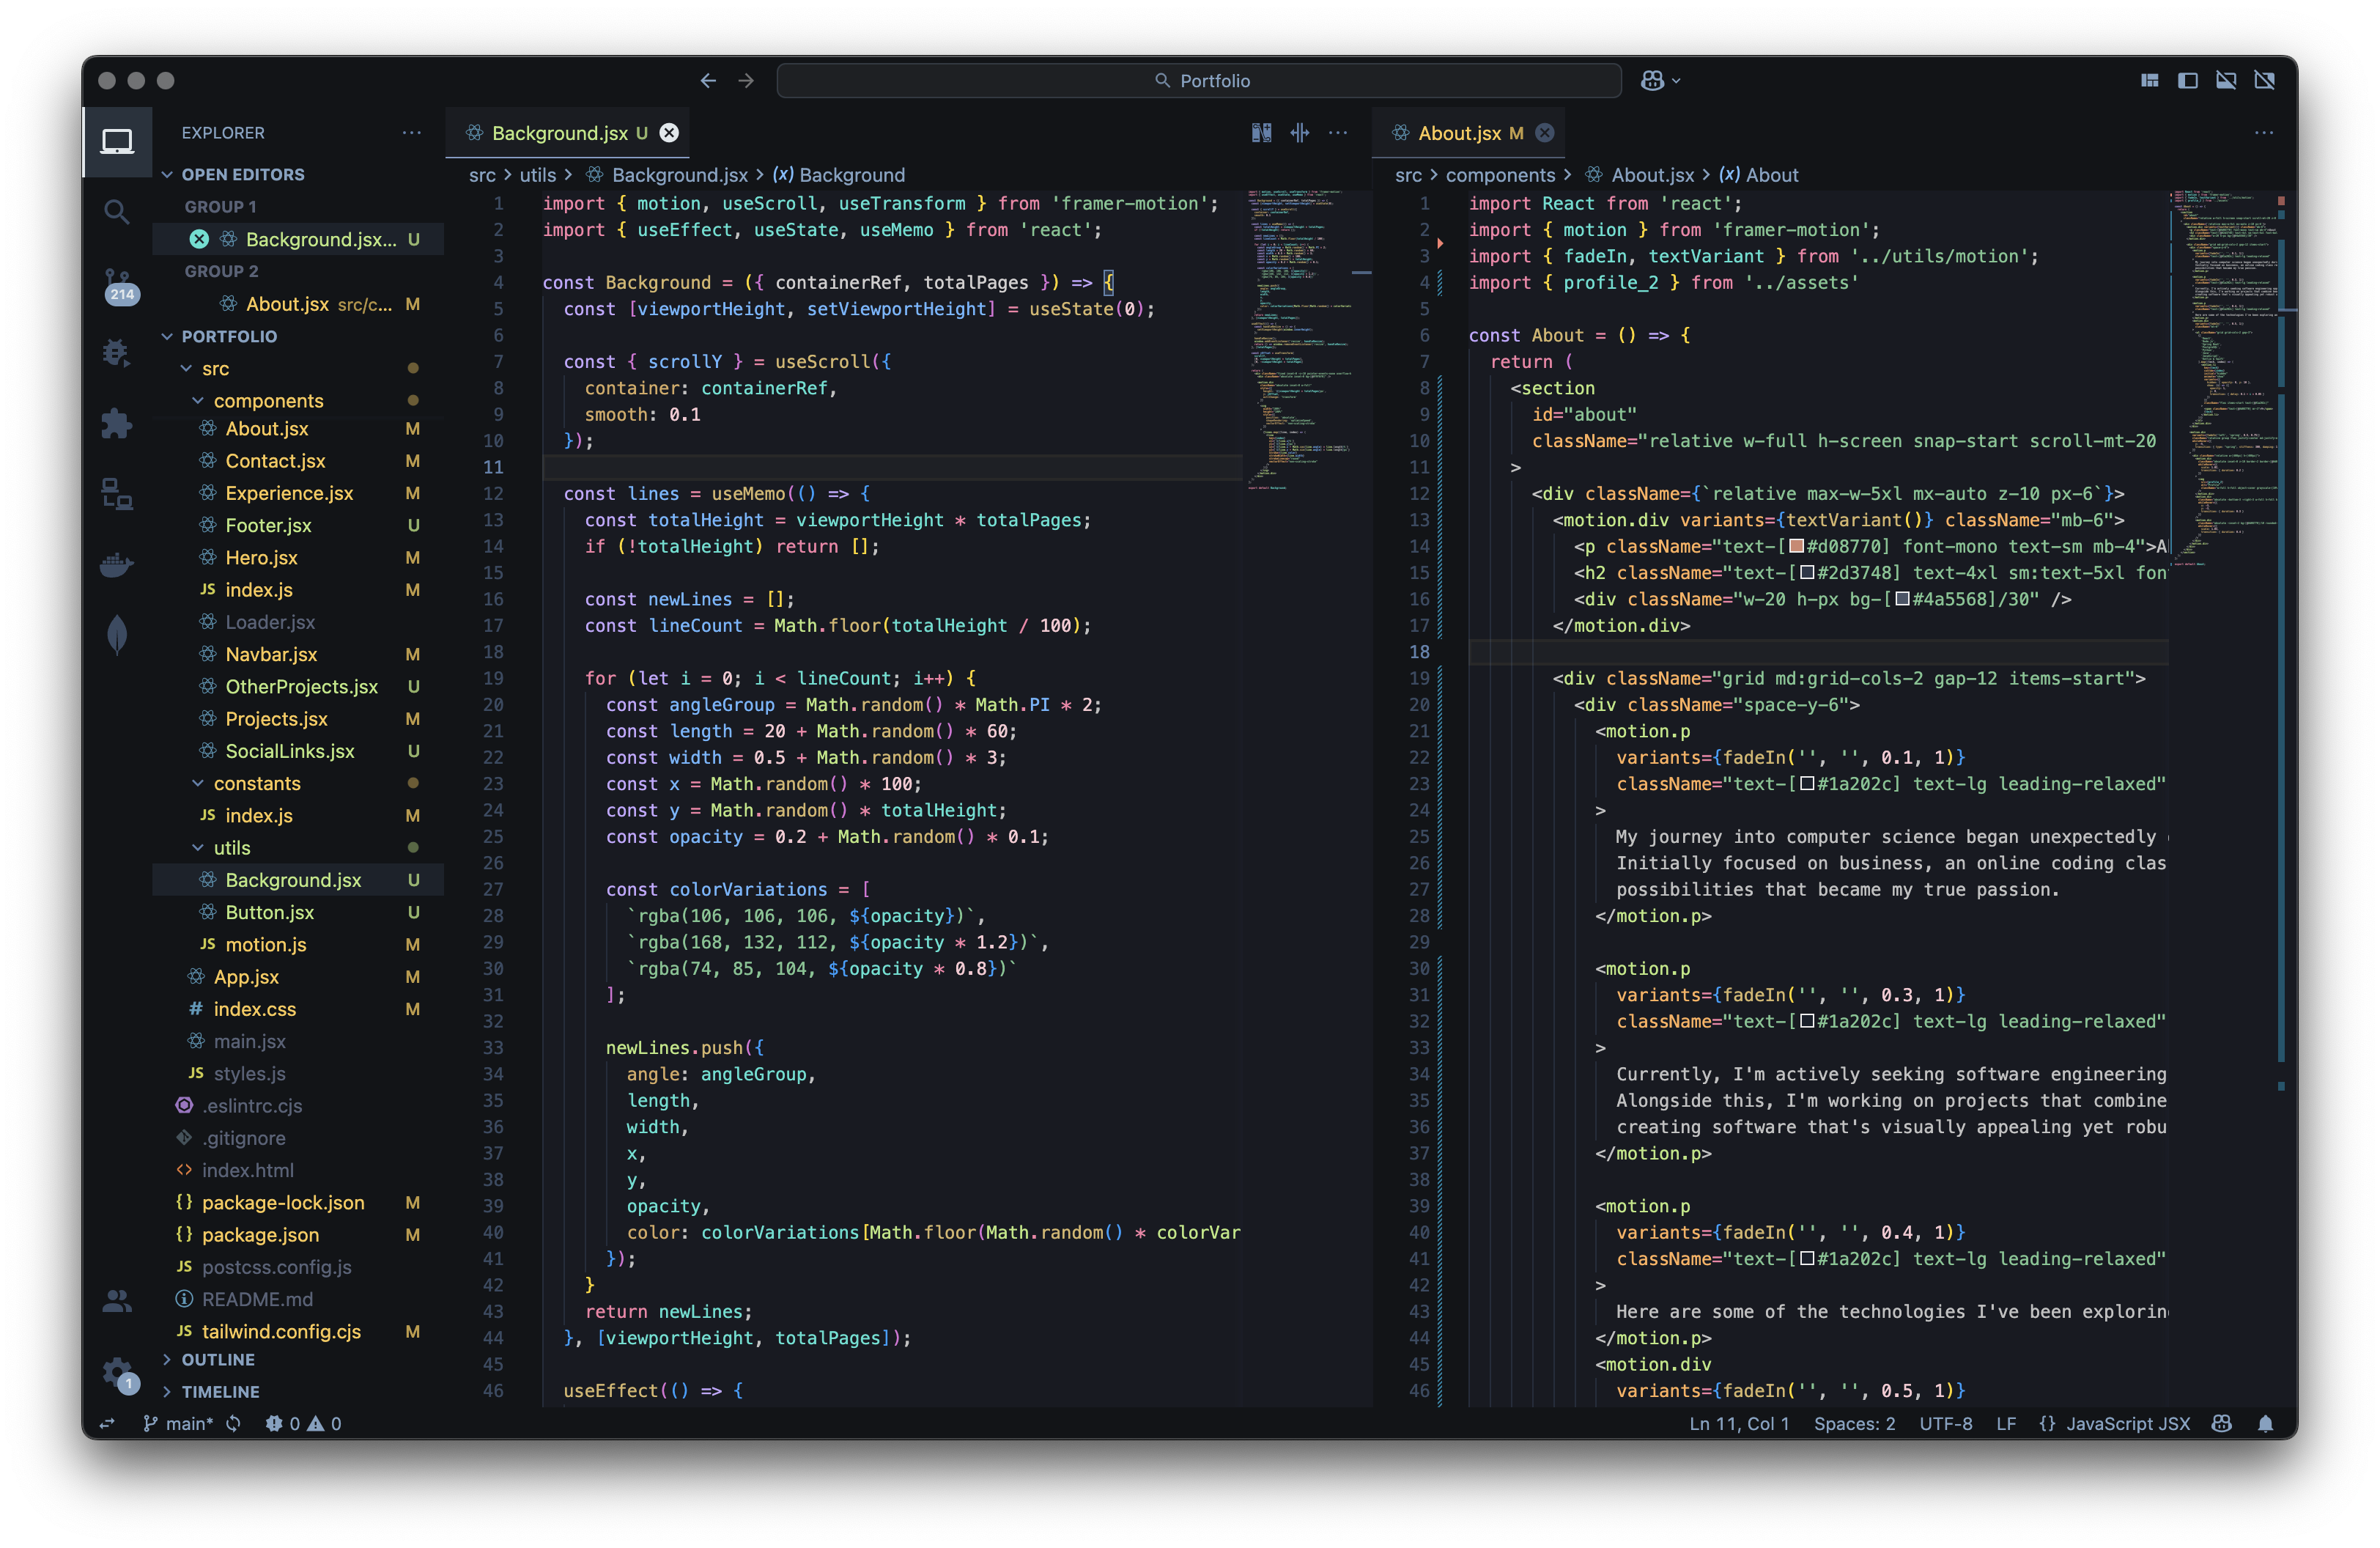 Portfolio
EXPLORER
OPEN EDITORS
GROUP 1
Background.jsx... U
GROUP 2
About.jsx src/c... M
PORTFOLIO
src
components
About.jsx M
Contact.jsx M
Experience.jsx M
Footer.jsx U
Hero.jsx M
JS index.js M
Loader.jsx
Navbar.jsx M
OtherProjects.jsx U
Projects.jsx M
SocialLinks.jsx U
constants
JS index.js M
utils
Background.jsx U
Button.jsx U
JS motion.js M
App.jsx M
# index.css M
main.jsx
JS styles.js
.eslintrc.cjs
.gitignore
<> index.html
{} package-lock.json M
{} package.json M
JS postcss.config.js
README.md
JS tailwind.config.cjs M
OUTLINE
TIMELINE
214
1
Background.jsx U
src > utils > Background.jsx > (x) Background
1 import { motion, useScroll, useTransform } from 'framer-motion';
2 import { useEffect, useState, useMemo } from 'react';
3
4 const Background = ({ containerRef, totalPages }) => {
5 const [viewportHeight, setViewportHeight] = useState(0);
6
7 const { scrollY } = useScroll({
8 container: containerRef,
9 smooth: 0.1
10 });
11
12 const lines = useMemo(() => {
13 const totalHeight = viewportHeight * totalPages;
14 if (!totalHeight) return [];
15
16 const newLines = [];
17 const lineCount = Math.floor(totalHeight / 100);
18
19 for (let i = 0; i < lineCount; i++) {
20 const angleGroup = Math.random() * Math.PI * 2;
21 const length = 20 + Math.random() * 60;
22 const width = 0.5 + Math.random() * 3;
23 const x = Math.random() * 100;
24 const y = Math.random() * totalHeight;
25 const opacity = 0.2 + Math.random() * 0.1;
26
27 const colorVariations = [
28 `rgba(106, 106, 106, ${opacity})`,
29 `rgba(168, 132, 112, ${opacity * 1.2})`,
30 `rgba(74, 85, 104, ${opacity * 0.8})`
31 ];
32
33 newLines.push({
34 angle: angleGroup,
35 length,
36 width,
37 x,
38 y,
39 opacity,
40 color: colorVariations[Math.floor(Math.random() * colorVar
41 });
42 }
43 return newLines;
44 }, [viewportHeight, totalPages]);
45
46 useEffect(() => {
About.jsx M
src > components > About.jsx > (x) About
1 import React from 'react';
2 import { motion } from 'framer-motion';
3 import { fadeIn, textVariant } from '../utils/motion';
4 import { profile_2 } from '../assets'
5
6 const About = () => {
7 return (
8 <section
9 id="about"
10 className="relative w-full h-screen snap-start scroll-mt-20
11 >
12 <div className={`relative max-w-5xl mx-auto z-10 px-6`}>
13 <motion.div variants={textVariant()} className="mb-6">
14 <p className="text-[#d08770] font-mono text-sm mb-4">A
15 <h2 className="text-[#2d3748] text-4xl sm:text-5xl fon
16 <div className="w-20 h-px bg-[#4a5568]/30" />
17 </motion.div>
18
19 <div className="grid md:grid-cols-2 gap-12 items-start">
20 <div className="space-y-6">
21 <motion.p
22 variants={fadeIn('', '', 0.1, 1)}
23 className="text-[#1a202c] text-lg leading-relaxed"
24 >
25 My journey into computer science began unexpectedly
26 Initially focused on business, an online coding clas
27 possibilities that became my true passion.
28 </motion.p>
29
30 <motion.p
31 variants={fadeIn('', '', 0.3, 1)}
32 className="text-[#1a202c] text-lg leading-relaxed"
33 >
34 Currently, I'm actively seeking software engineering
35 Alongside this, I'm working on projects that combine
36 creating software that's visually appealing yet robu
37 </motion.p>
38
39 <motion.p
40 variants={fadeIn('', '', 0.4, 1)}
41 className="text-[#1a202c] text-lg leading-relaxed"
42 >
43 Here are some of the technologies I've been explorin
44 </motion.p>
45 <motion.div
46 variants={fadeIn('', '', 0.5, 1)}
main* 0 0
Ln 11, Col 1 Spaces: 2 UTF-8 LF {} JavaScript JSX